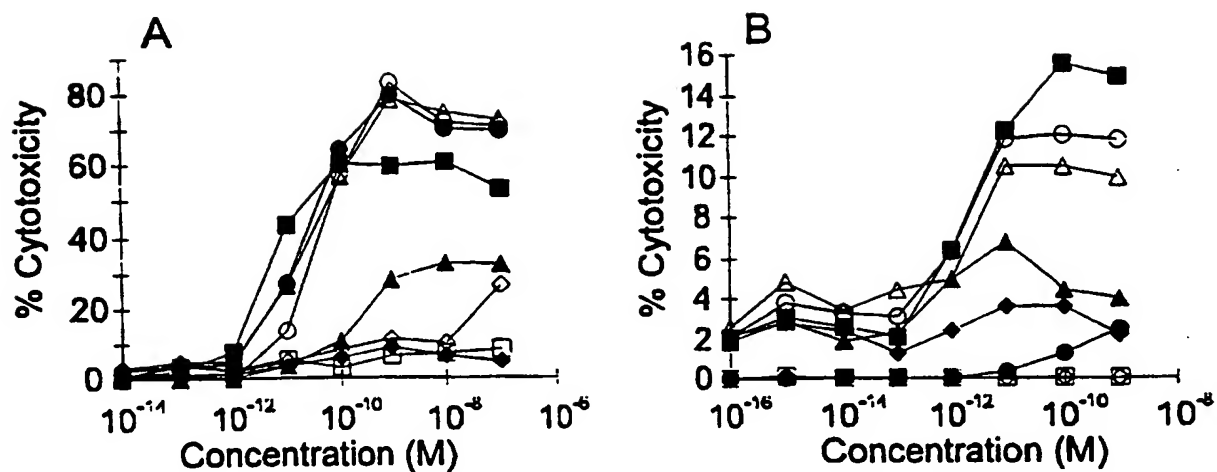 A
% Cytotoxicity
80
60
40
20
0
10⁻¹⁴ 10⁻¹² 10⁻¹⁰ 10⁻⁸ 10⁻⁶
Concentration (M)
B
% Cytotoxicity
16
14
12
10
8
6
4
2
0
10⁻¹⁶ 10⁻¹⁴ 10⁻¹² 10⁻¹⁰ 10⁻⁸
Concentration (M)